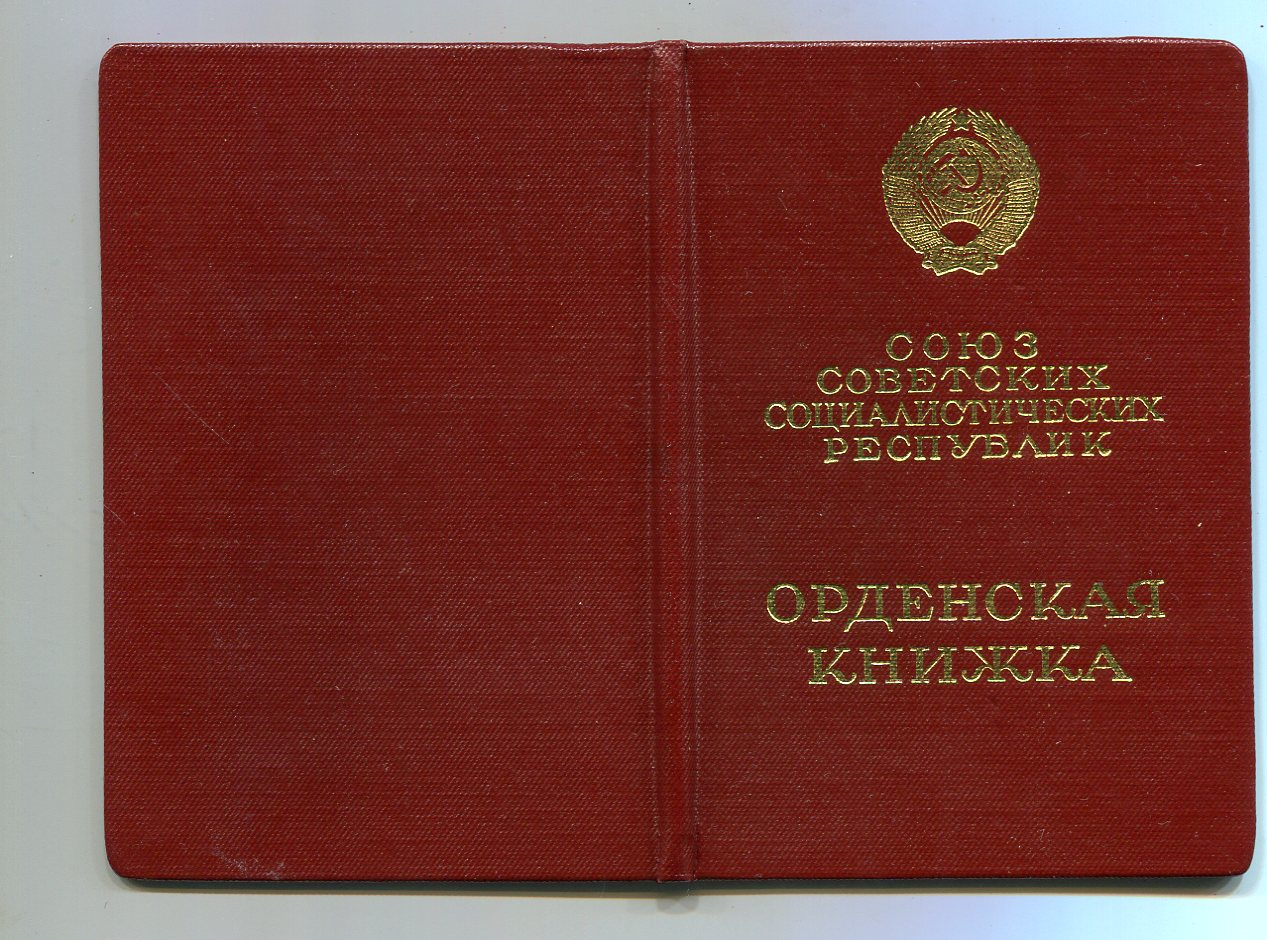 СОЮЗ
СОВЕТСКИХ
СОЦИАЛИСТИЧЕСКИХ
РЕСПУБЛИК
ОРДЕНСКАЯ
КНИЖКА